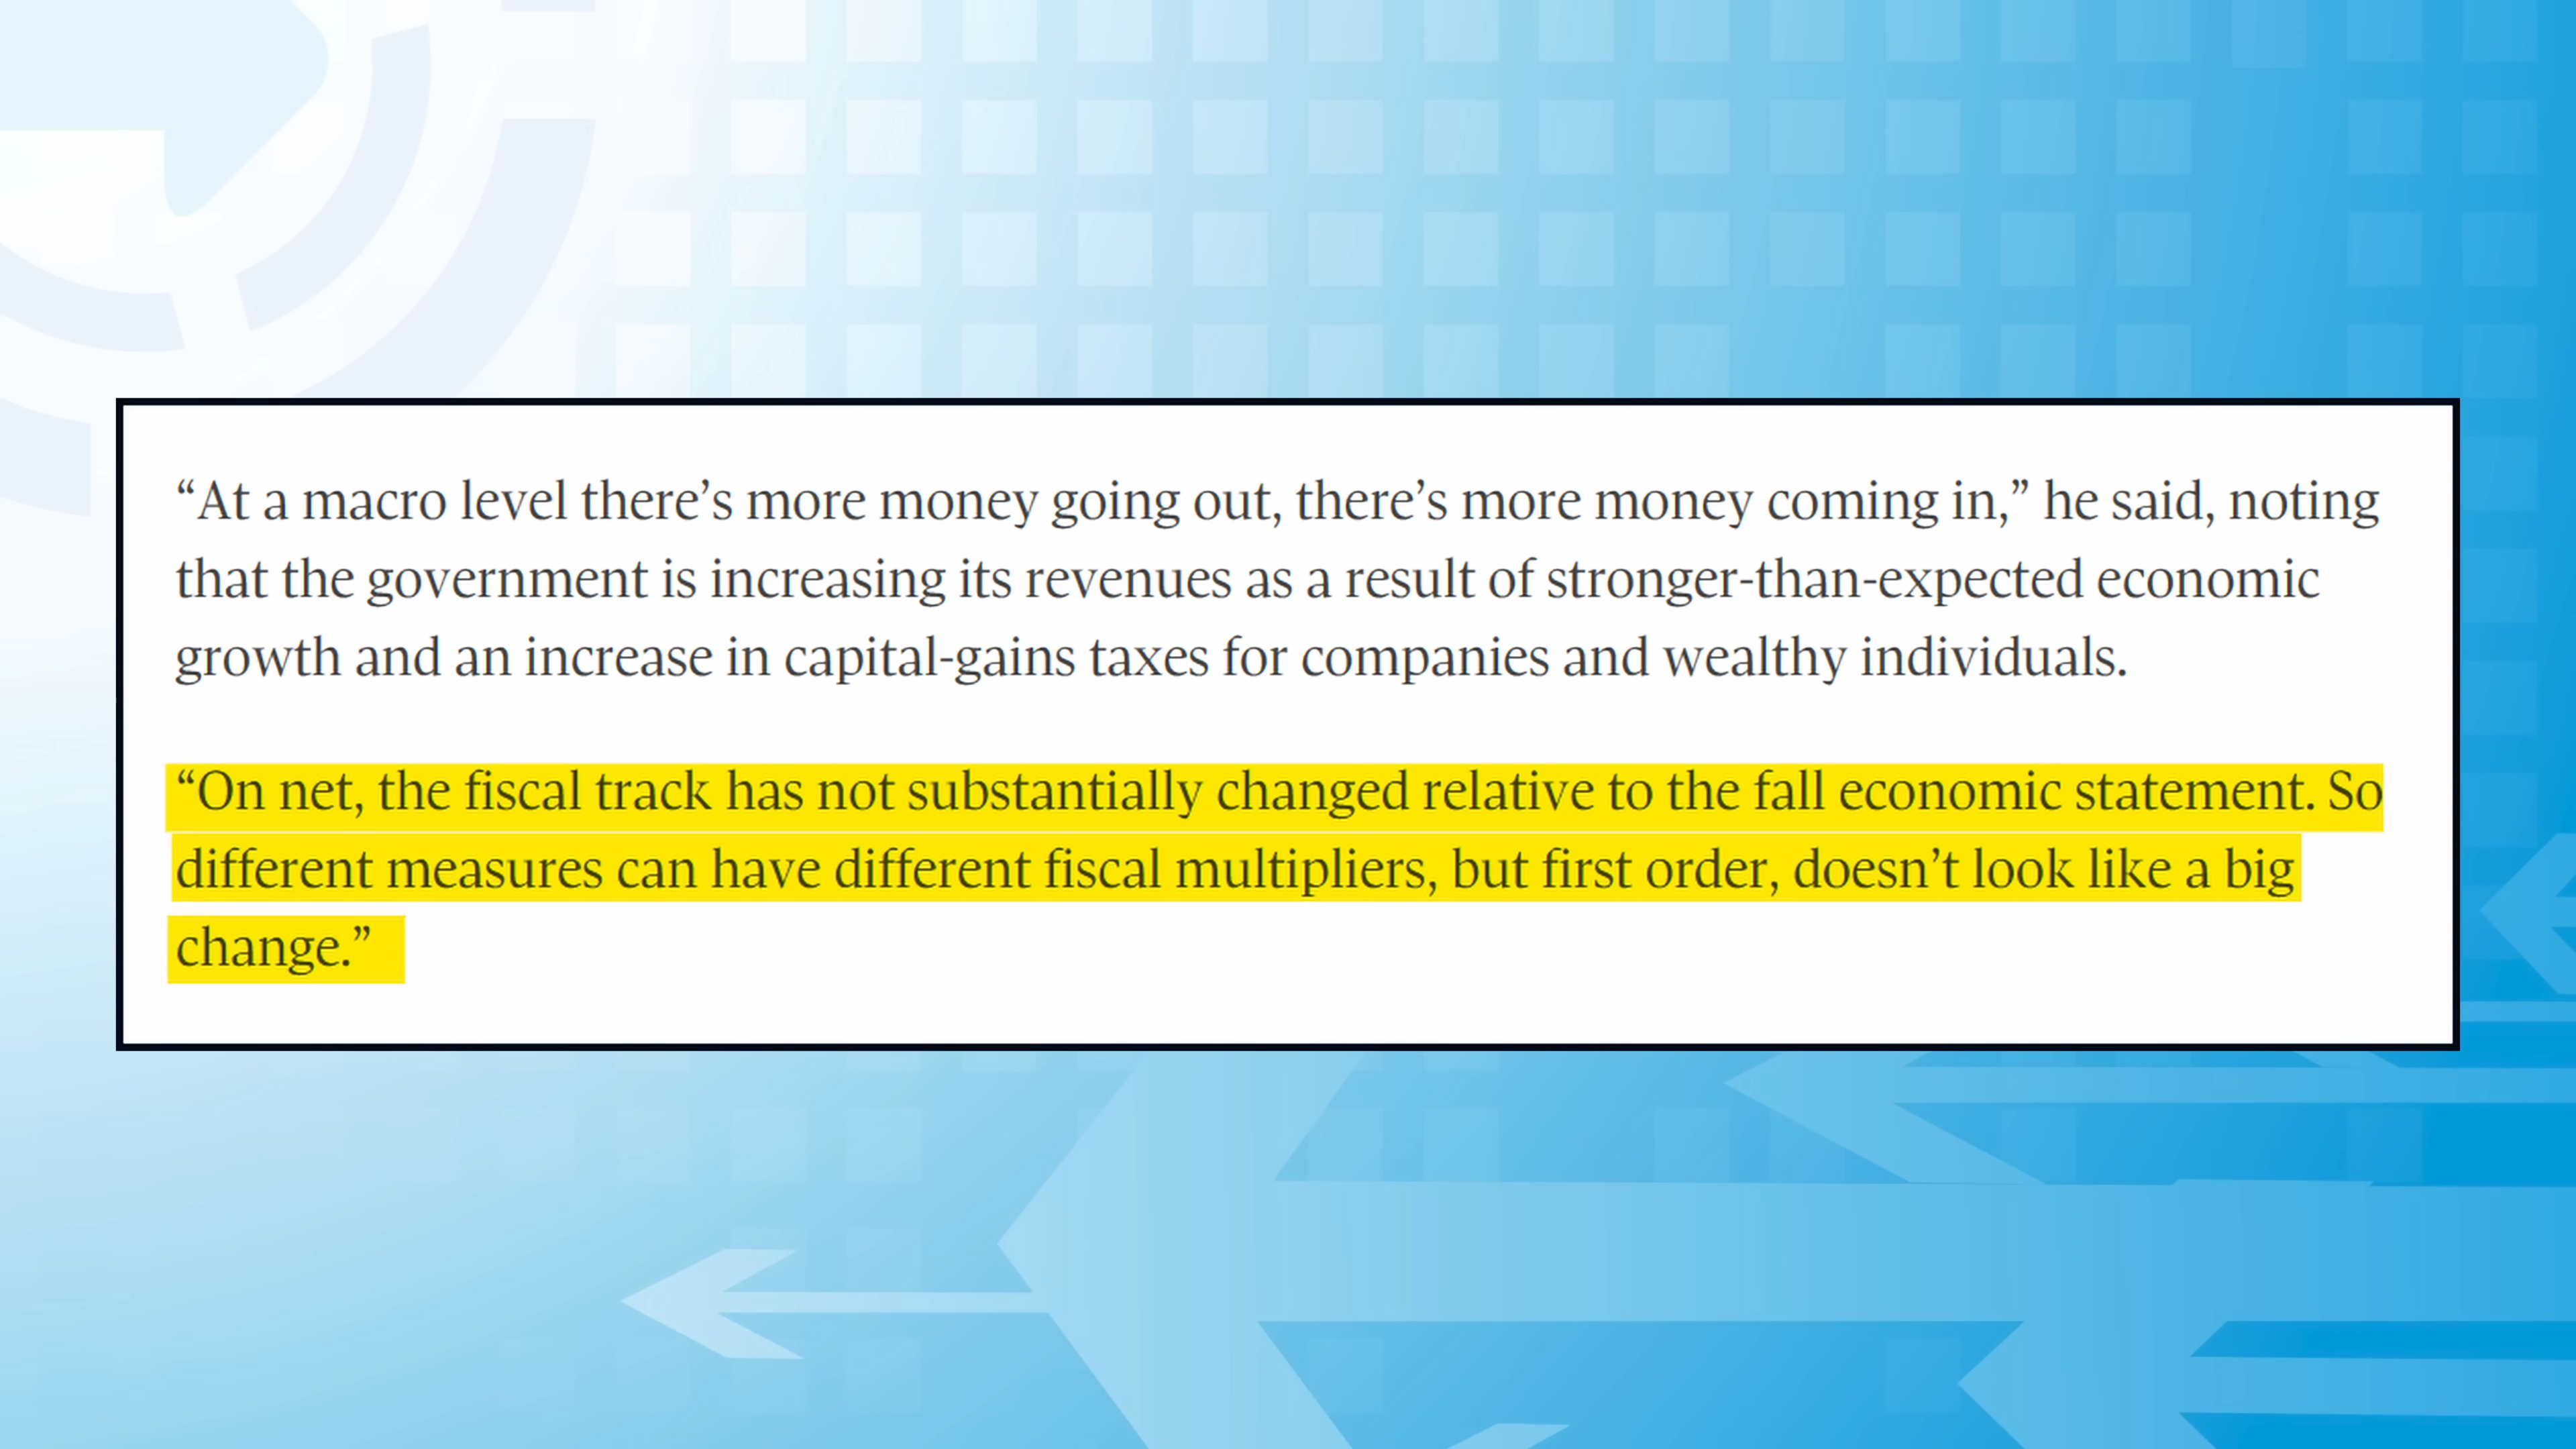 “At a macro level there’s more money going out, there’s more money coming in,” he said, noting
that the government is increasing its revenues as a result of stronger-than-expected economic
growth and an increase in capital-gains taxes for companies and wealthy individuals.
“On net, the fiscal track has not substantially changed relative to the fall economic statement. So
different measures can have different fiscal multipliers, but first order, doesn’t look like a big
change.”